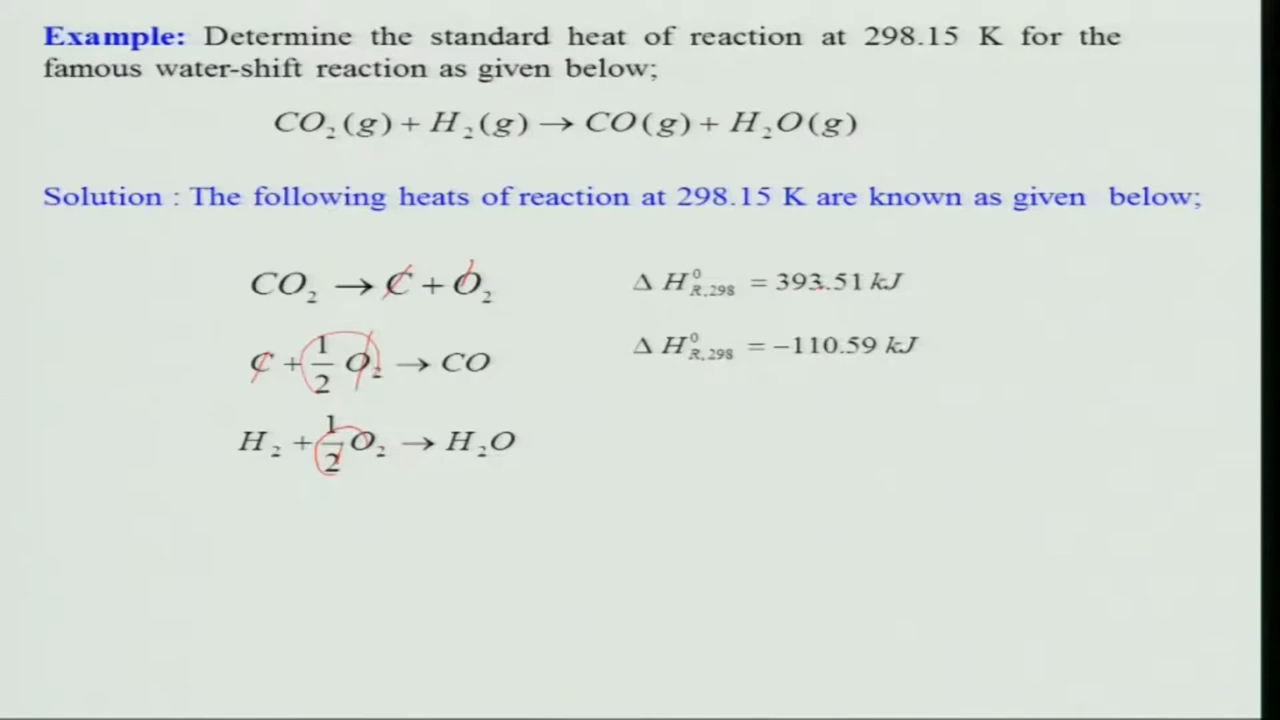 Example: Determine the standard heat of reaction at 298.15 K for the
famous water-shift reaction as given below;
CO₂(g) + H₂(g) → CO(g) + H₂O(g)
Solution : The following heats of reaction at 298.15 K are known as given below;
CO₂ → C + O₂ Δ H⁰R,298 = 393.51 kJ
C + 1/2 O₂ → CO Δ H⁰R,298 = −110.59 kJ
H₂ + 1/2 O₂ → H₂O